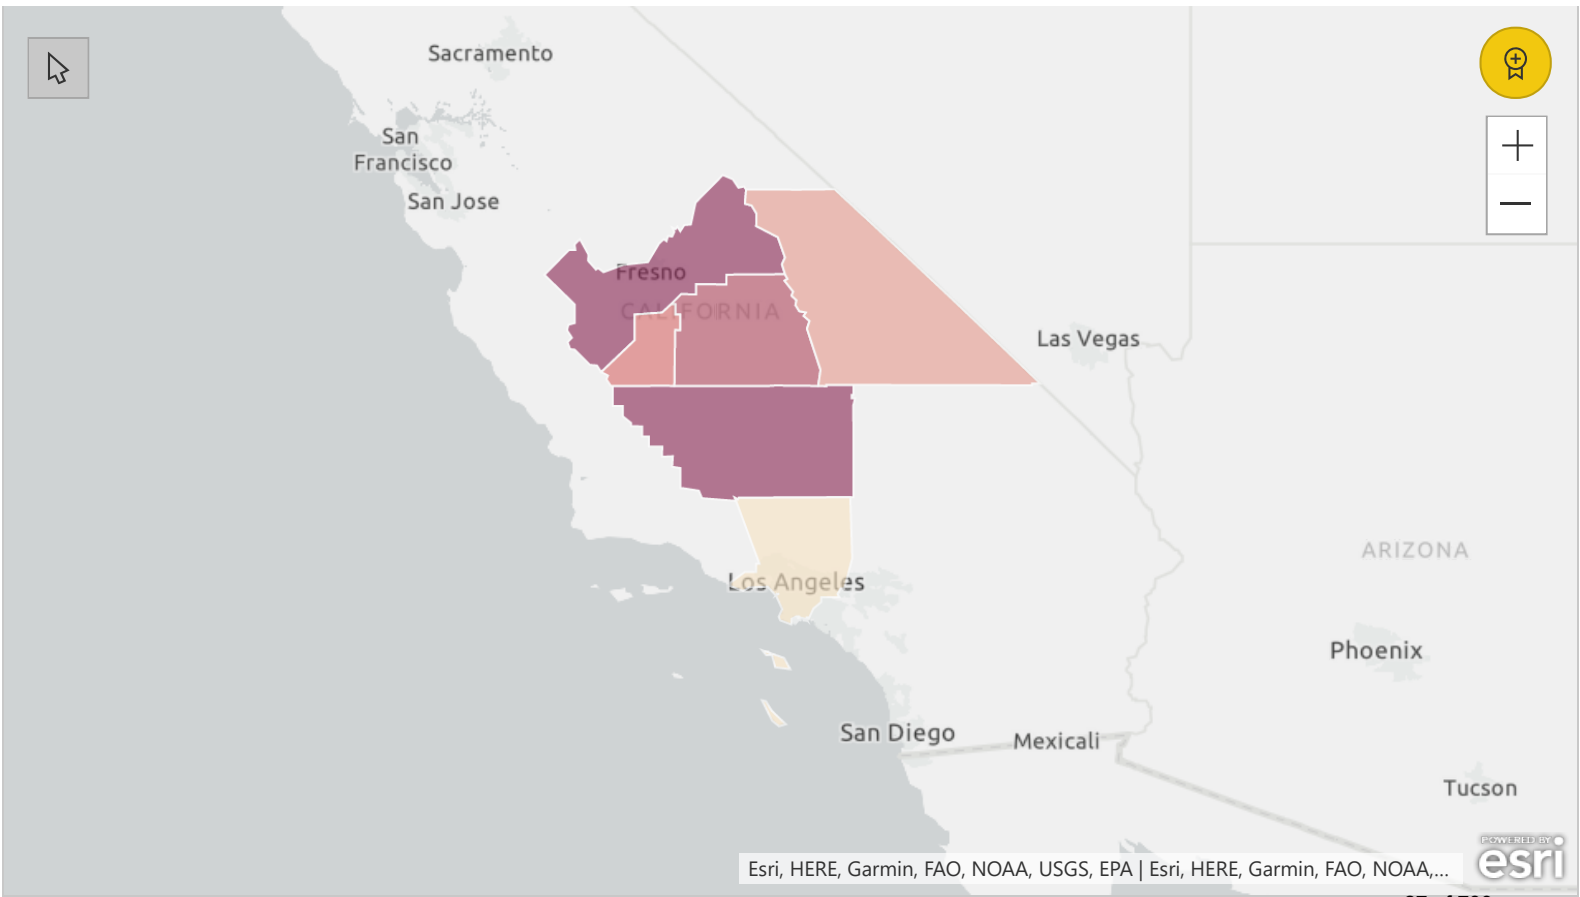 Sacramento
San
Francisco
San Jose
Fresno
CALIFORNIA
Las Vegas
ARIZONA
Los Angeles
Phoenix
San Diego
Mexicali
Tucson
POWERED BY
esri
Esri, HERE, Garmin, FAO, NOAA, USGS, EPA | Esri, HERE, Garmin, FAO, NOAA,...